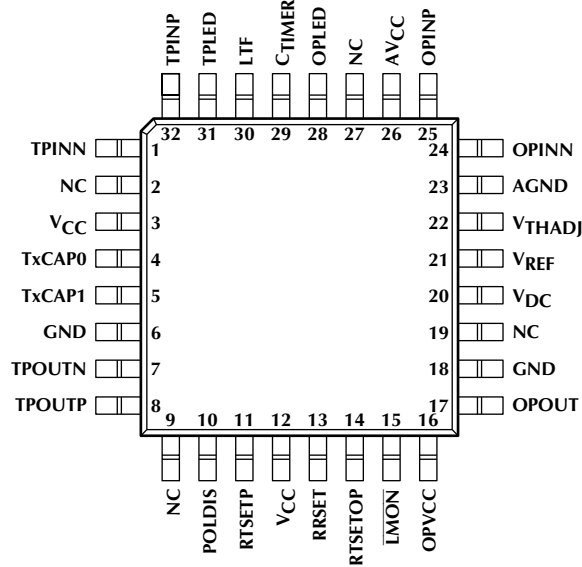 TPINP
TPLED
LTF
CTIMER
OPLED
NC
AVCC
OPINP
32 31 30 29 28 27 26 25
TPINN 1 24 OPINN
NC 2 23 AGND
VCC 3 22 VTHADJ
TxCAP0 4 21 VREF
TxCAP1 5 20 VDC
GND 6 19 NC
TPOUTN 7 18 GND
TPOUTP 8 17 OPOUT
9 10 11 12 13 14 15 16
NC
POLDIS
RTSETP
VCC
RRSET
RTSETOP
LMON
OPVCC